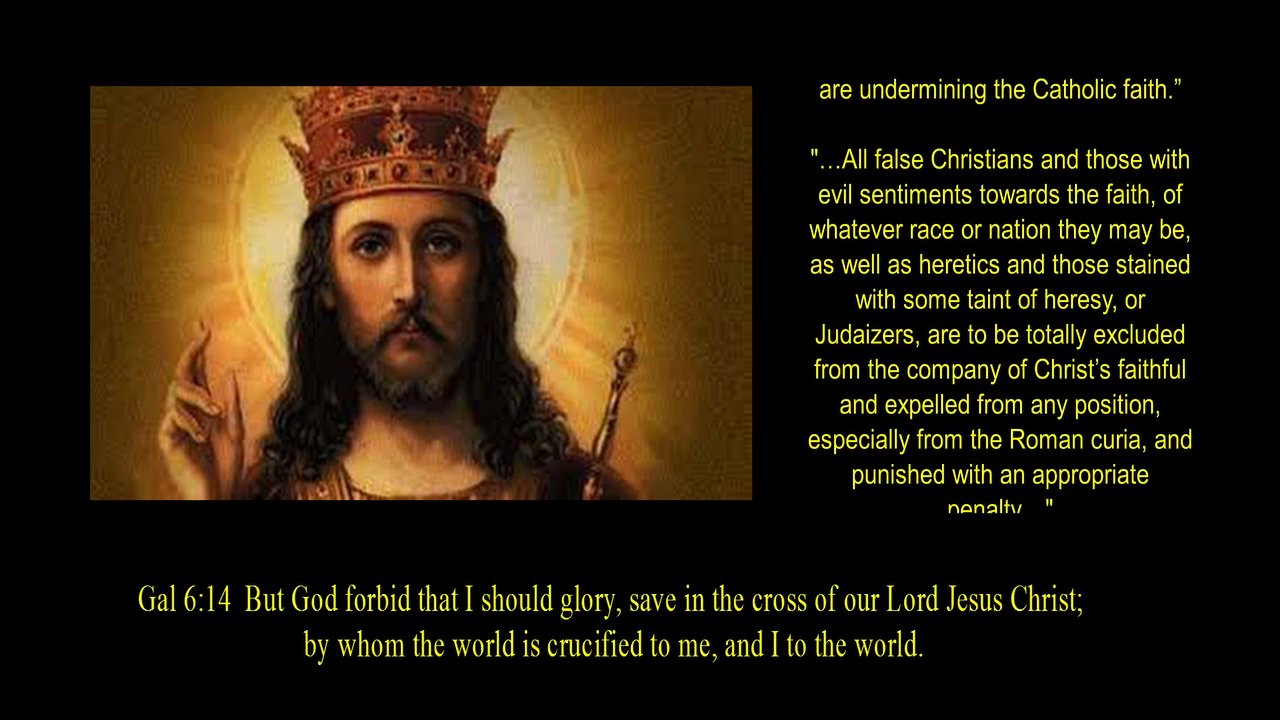 are undermining the Catholic faith.”
"…All false Christians and those with
evil sentiments towards the faith, of
whatever race or nation they may be,
as well as heretics and those stained
with some taint of heresy, or
Judaizers, are to be totally excluded
from the company of Christ’s faithful
and expelled from any position,
especially from the Roman curia, and
punished with an appropriate
penalty…"
Gal 6:14  But God forbid that I should glory, save in the cross of our Lord Jesus Christ;
by whom the world is crucified to me, and I to the world.